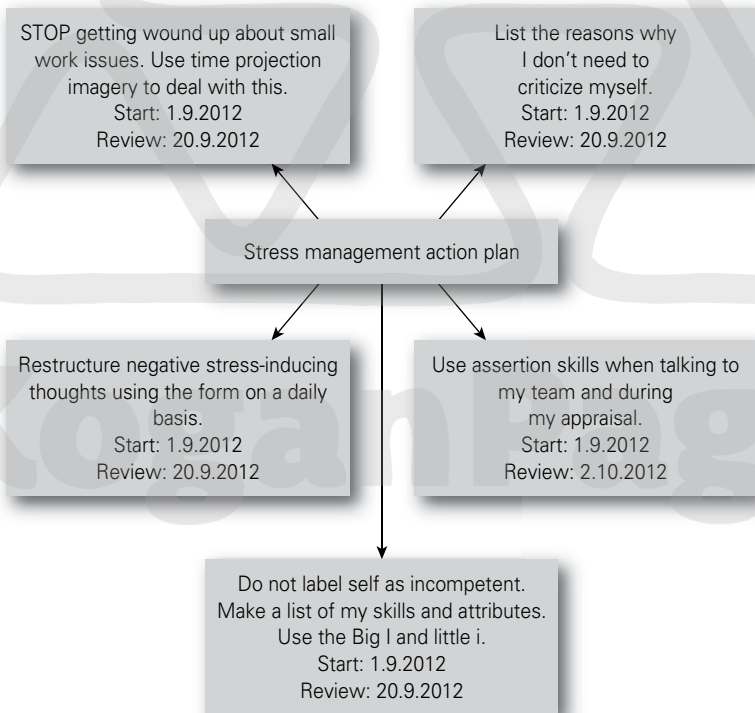 STOP getting wound up about small
work issues. Use time projection
imagery to deal with this.
Start: 1.9.2012
Review: 20.9.2012
List the reasons why
I don’t need to
criticize myself.
Start: 1.9.2012
Review: 20.9.2012
Stress management action plan
Restructure negative stress-inducing
thoughts using the form on a daily
basis.
Start: 1.9.2012
Review: 20.9.2012
Use assertion skills when talking to
my team and during
my appraisal.
Start: 1.9.2012
Review: 2.10.2012
Do not label self as incompetent.
Make a list of my skills and attributes.
Use the Big I and little i.
Start: 1.9.2012
Review: 20.9.2012
KoganPag